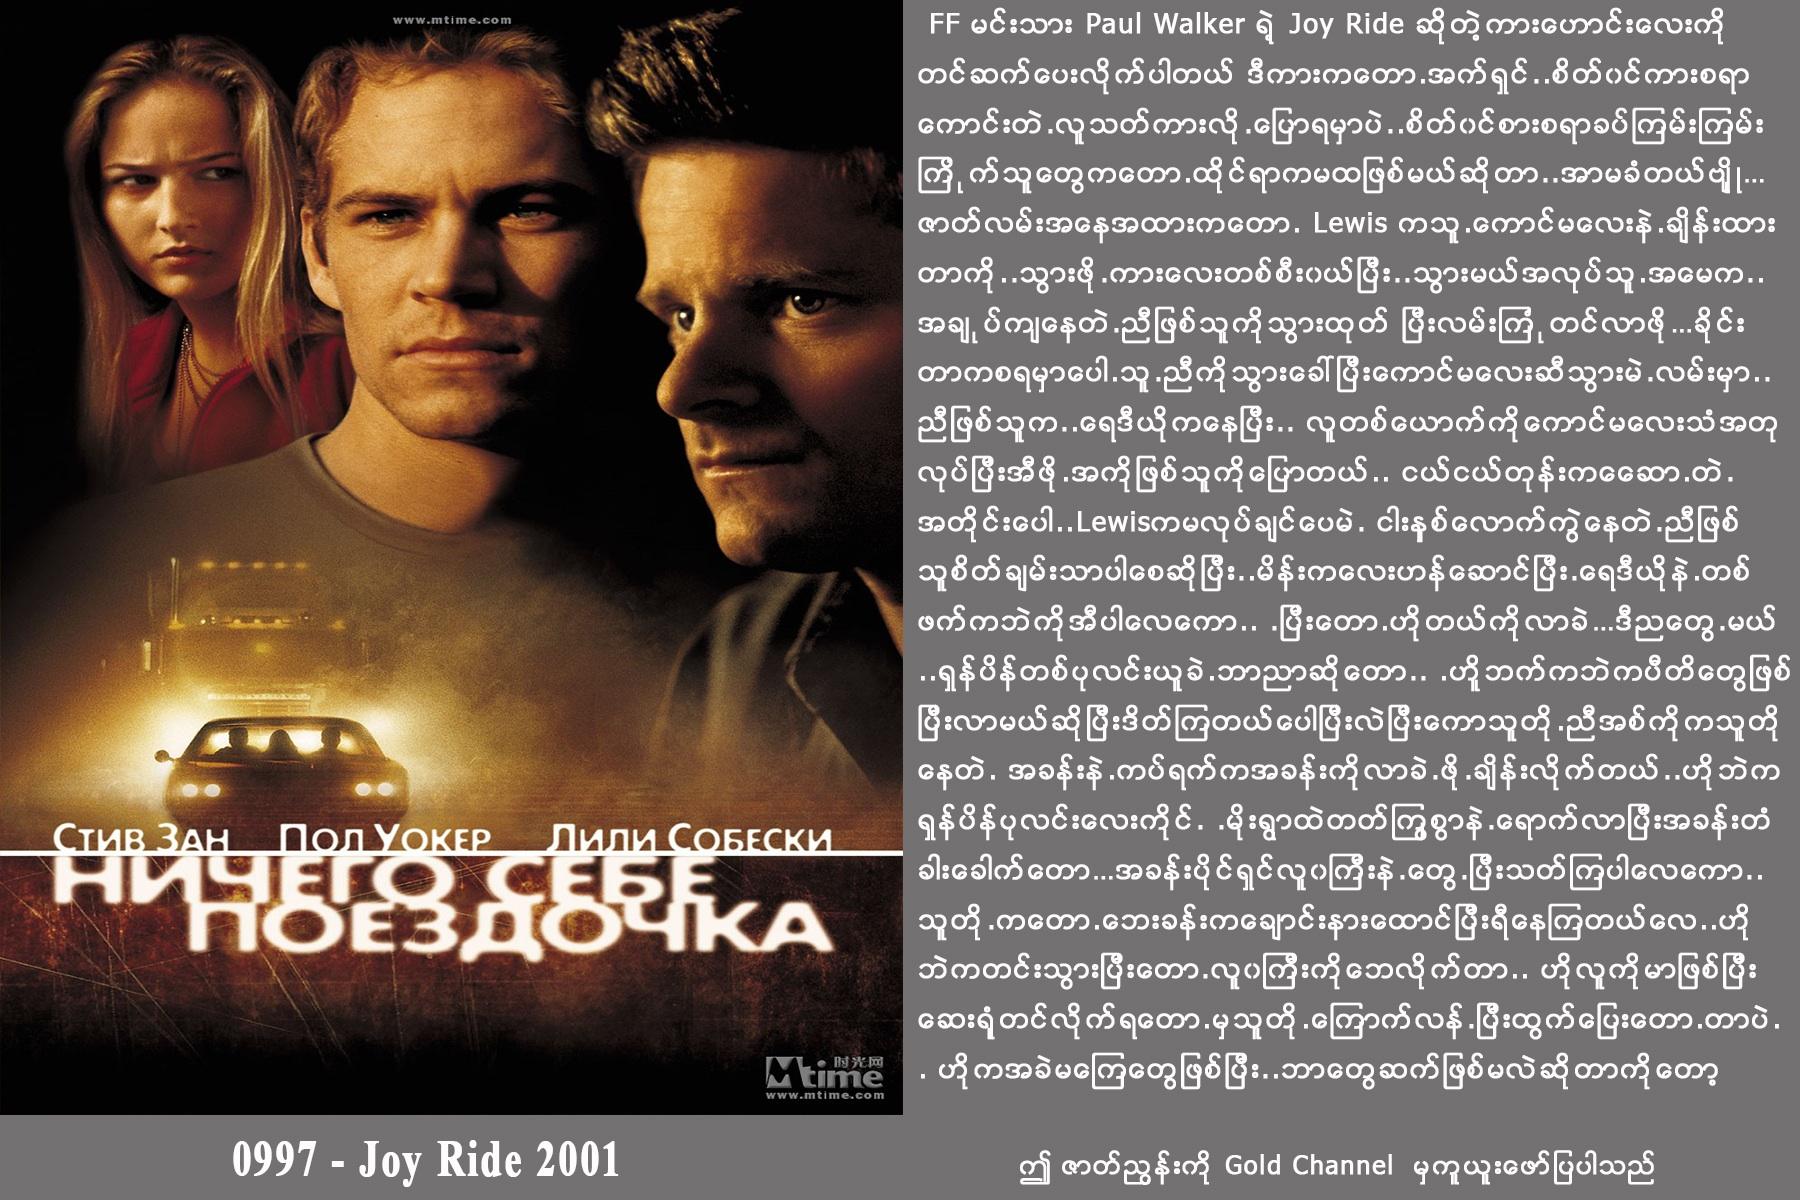 www.mtime.com
СТИВ ЗАН ПОЛ УОКЕР ЛИЛИ СОБЕСКИ
НИЧЕГО СЕБЕ
ПОЕЗДОЧКА
Mtime 时光网
www.mtime.com
0997 - Joy Ride 2001
FF မင်းသား Paul Walker ရဲ့ Joy Ride ဆိုတဲ့ကားဟောင်းလေးကို
တင်ဆက်ပေးလိုက်ပါတယ် ဒီကားကတော.အက်ရှင်..စိတ်၀င်ကားစရာ
ကောင်းတဲ.လူသတ်ကားလို.ပြောရမှာပဲ..စိတ်၀င်စားစရာခပ်ကြမ်းကြမ်း
ကြိုက်သူတွေကတော.ထိုင်ရာကမထဖြစ်မယ်ဆိုတာ..အာမခံတယ်ဗျို...
ဇာတ်လမ်းအနေအထားကတော. Lewis ကသူ.ကောင်မလေးနဲ.ချိန်းထား
တာကို..သွားဖို.ကားလေးတစ်စီး၀ယ်ပြီး..သွားမယ်အလုပ်သူ.အမေက..
အချုပ်ကျနေတဲ.ညီဖြစ်သူကိုသွားထုတ် ပြီးလမ်းကြုံတင်လာဖို...ခိုင်း
တာကစရမှာပေါ.သူ.ညီကိုသွားခေါ်ပြီးကောင်မလေးဆီသွားမဲ.လမ်းမှာ..
ညီဖြစ်သူက..ရေဒီယိုကနေပြီး.. လူတစ်ယောက်ကိုကောင်မလေးသံအတု
လုပ်ပြီးအီဖို.အကိုဖြစ်သူကိုပြောတယ်.. ငယ်ငယ်တုန်းက​ဆော.တဲ.
အတိုင်းပေါ..Lewisကမလုပ်ချင်ပေမဲ. ငါးနှစ်လောက်ကွဲနေတဲ.ညီဖြစ်
သူစိတ်ချမ်းသာပါစေဆိုပြီး..မိန်းကလေးဟန်ဆောင်ပြီး.ရေဒီယိုနဲ.တစ်
ဖက်ကဘဲကိုအီပါလေကော.. .ပြီးတော.ဟိုတယ်ကိုလာခဲ...ဒီညတွေ.မယ်
..ရှန်ပိန်တစ်ပုလင်းယူခဲ.ဘာညာဆိုတော.. .ဟိူဘက်ကဘဲကပီတိတွေဖြစ်
ပြီးလာမယ်ဆိုပြီးဒိတ်ကြတယ်ပေါ့ပြီးလဲပြီးကောသူတို.ညီအစ်ကိုကသူတို
နေတဲ. အခန်းနဲ.ကပ်ရက်ကအခန်းကိုလာခဲ.ဖို.ချိန်းလိုက်တယ်..ဟိုဘဲက
ရှန်ပိန်ပုလင်းလေးကိုင်. .မိုးရွာထဲတတ်ကြွစွာနဲ.ရောက်လာပြီးအခန်းတံ
ခါးခေါက်တော...အခန်းပိုင်ရှင်လူ၀ကြီးနဲ.တွေ.ပြီးသတ်ကြပါလေကော..
သူတို.ကတော.ဘေးခန်းကချောင်းနားထောင်ပြီးရီနေကြတယ်လေ..ဟို
ဘဲကတင်းသွားပြီးတော.လူ၀ကြီးကိုဘေလိုက်တာ.. ဟိုလူကိုမာဖြစ်ပြီး
ဆေးရုံတင်လိုက်ရတော.မှသူတို.ကြောက်လန်.ပြီးထွက်ပြေးတော.တာပဲ.
. ဟိုကအခဲမကြေတွေဖြစ်ပြီး..ဘာတွေဆက်ဖြစ်မလဲဆိုတာကိုတော့
ဤ ဇာတ်ညွှန်းကို Gold Channel မှကူယူးဖော်ပြပါသည်